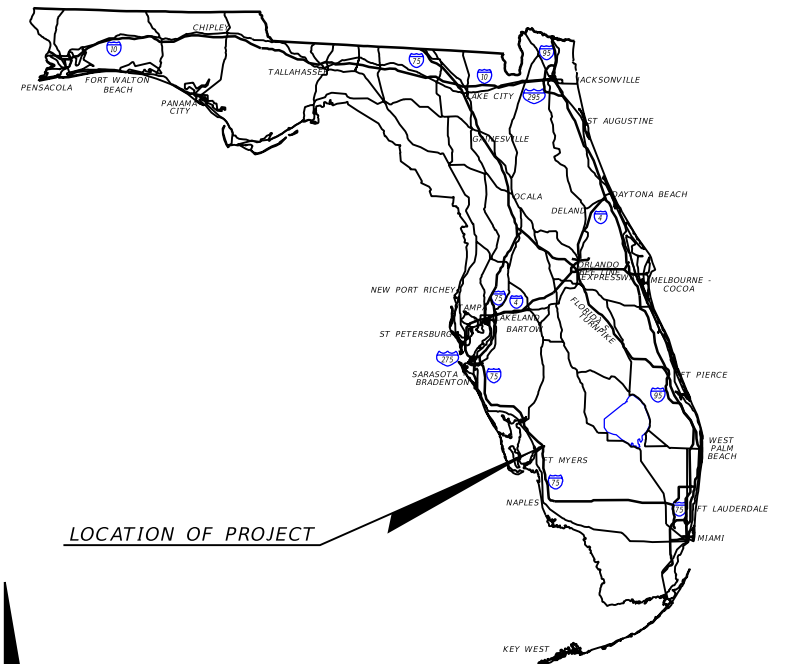 CHIPLEY
10
PENSACOLA
FORT WALTON
BEACH
PANAMA
CITY
TALLAHASSEE
75
10
95
JACKSONVILLE
LAKE CITY
295
ST AUGUSTINE
GAINESVILLE
OCALA
DAYTONA BEACH
DELAND
4
ORLANDO
BEE LINE
EXPRESSW
MELBOURNE -
COCOA
NEW PORT RICHEY
75
4
TAMPA
LAKELAND
BARTOW
FLORIDA'S
TURNPIKE
ST PETERSBURG
275
SARASOTA
BRADENTON
75
FT PIERCE
95
WEST
PALM
BEACH
FT MYERS
75
NAPLES
75
FT LAUDERDALE
MIAMI
LOCATION OF PROJECT
KEY WEST